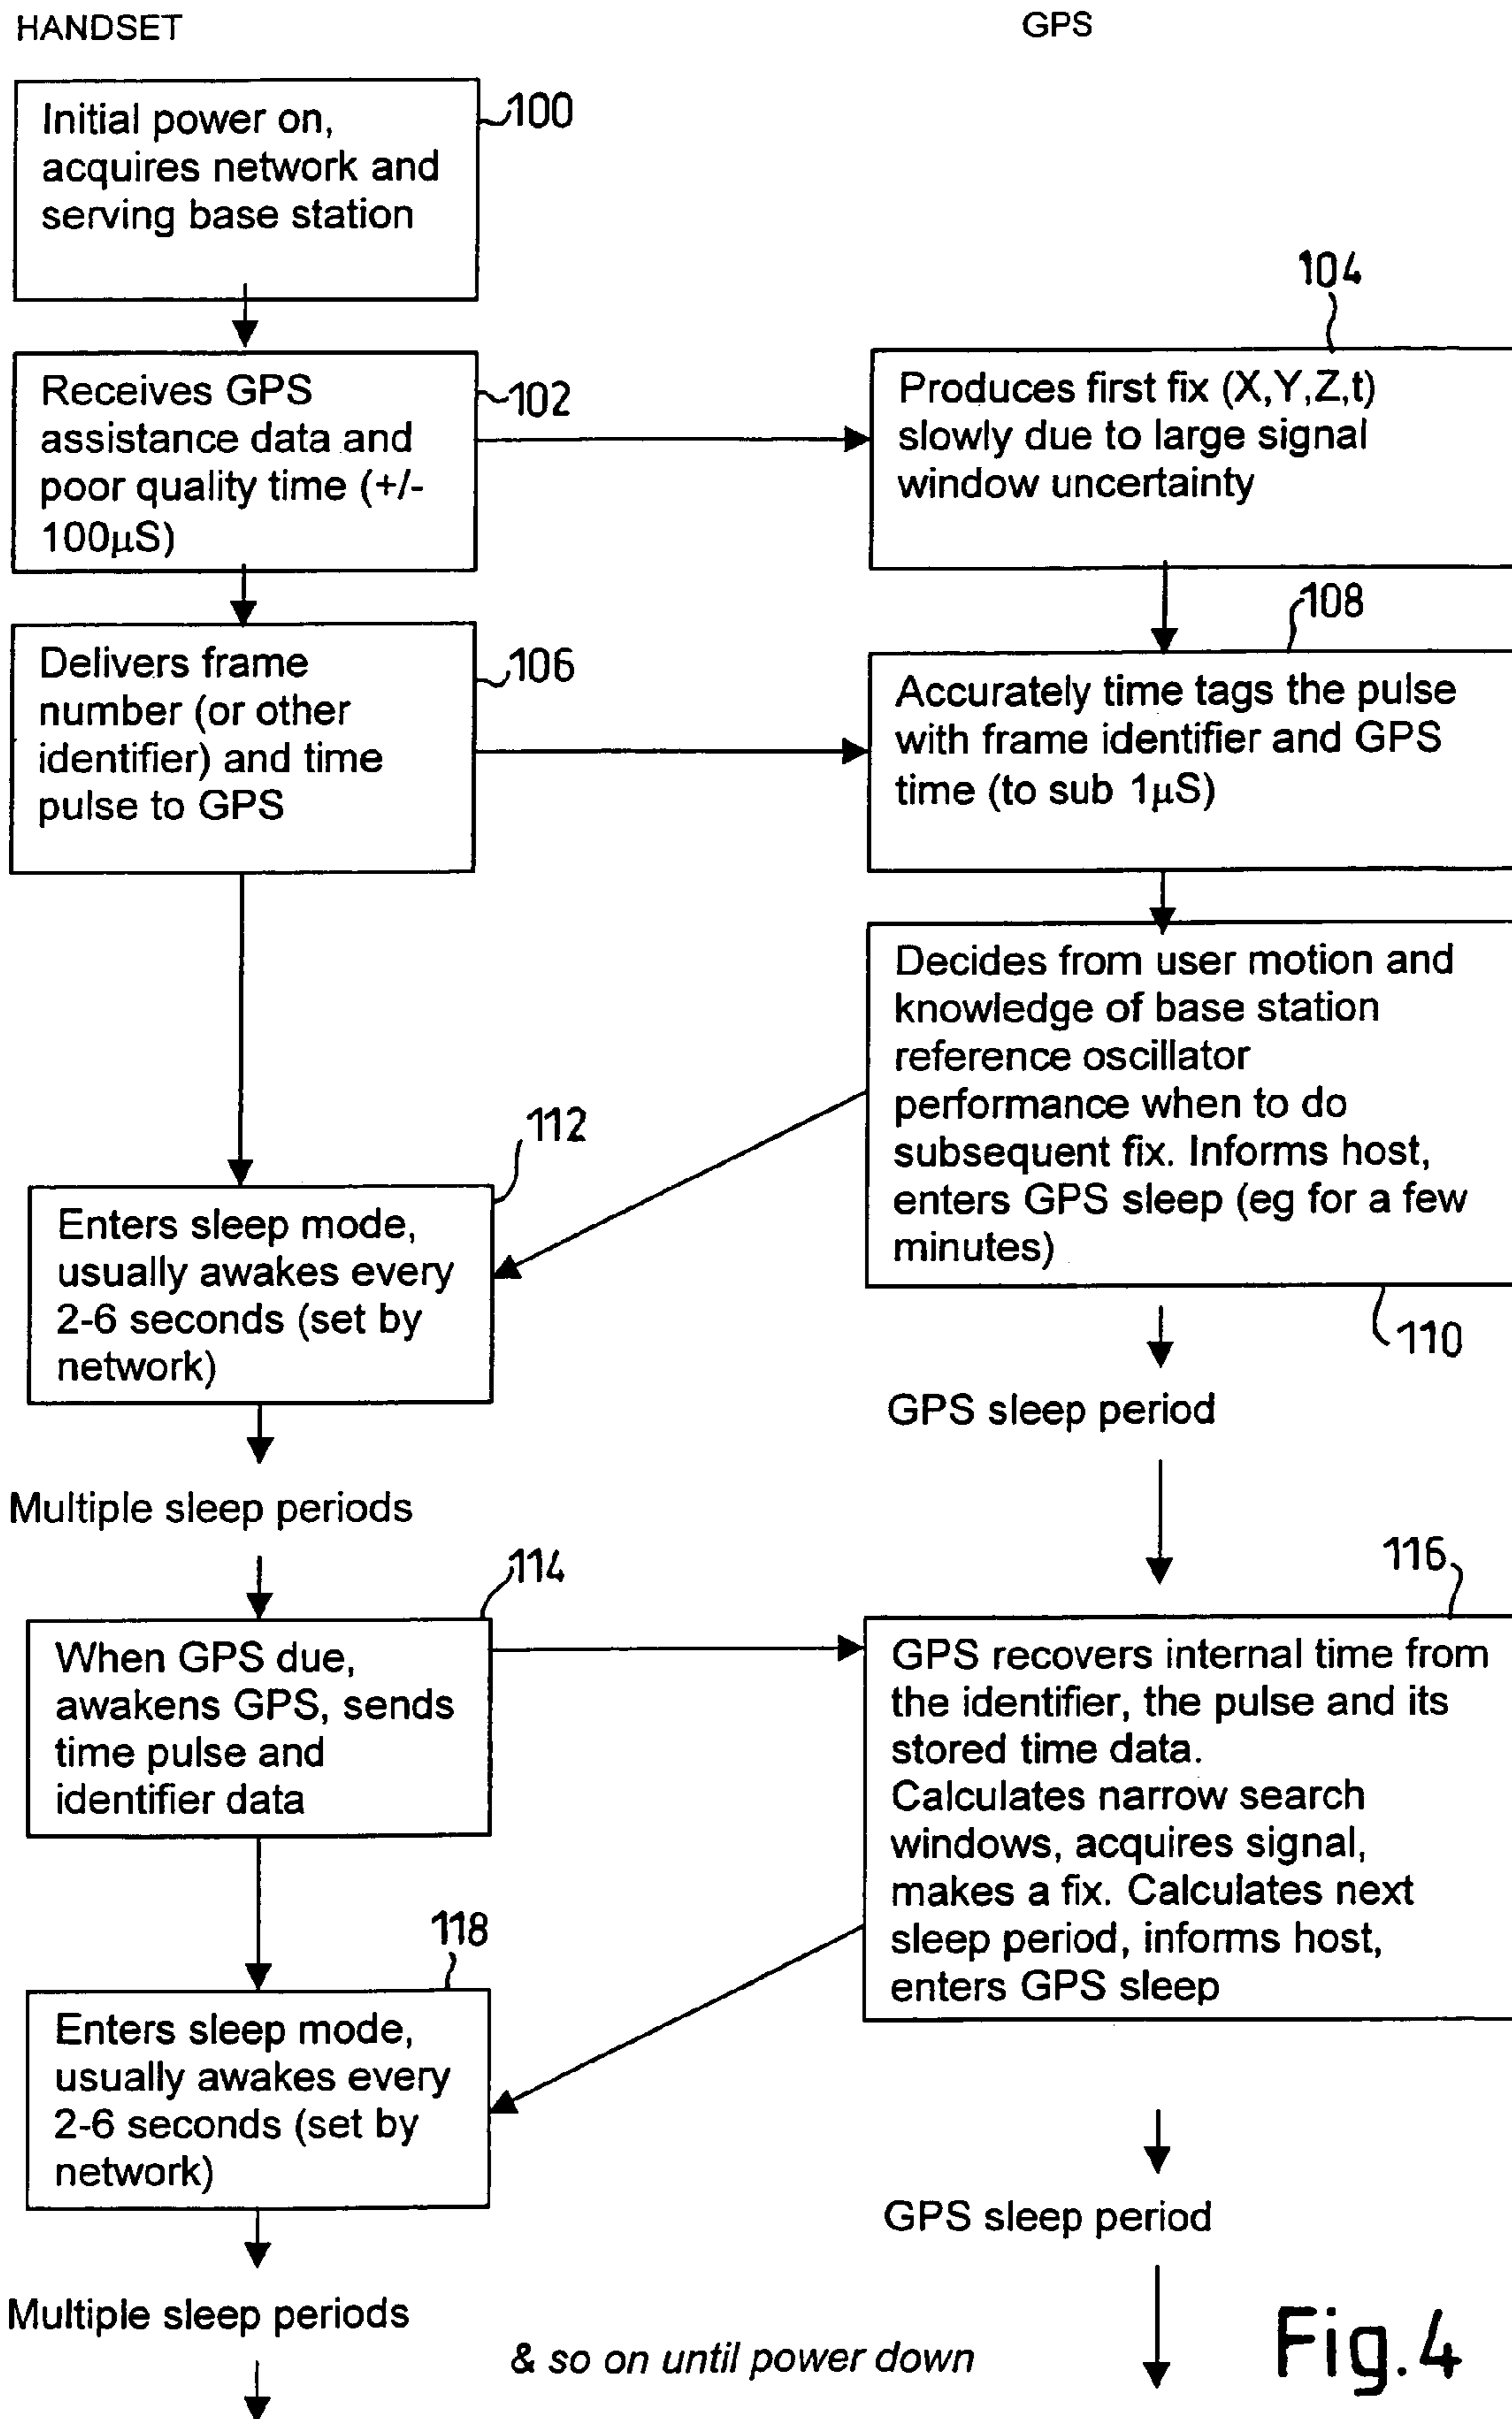 HANDSET
GPS
Initial power on,
acquires network and
serving base station
100
104
Receives GPS
assistance data and
poor quality time (+/-
100µS)
102
Produces first fix (X,Y,Z,t)
slowly due to large signal
window uncertainty
108
Delivers frame
number (or other
identifier) and time
pulse to GPS
106
Accurately time tags the pulse
with frame identifier and GPS
time (to sub 1µS)
Decides from user motion and
knowledge of base station
reference oscillator
performance when to do
subsequent fix. Informs host,
enters GPS sleep (eg for a few
minutes)
110
112
Enters sleep mode,
usually awakes every
2-6 seconds (set by
network)
GPS sleep period
Multiple sleep periods
114
116
When GPS due,
awakens GPS, sends
time pulse and
identifier data
GPS recovers internal time from
the identifier, the pulse and its
stored time data.
Calculates narrow search
windows, acquires signal,
makes a fix. Calculates next
sleep period, informs host,
enters GPS sleep
118
Enters sleep mode,
usually awakes every
2-6 seconds (set by
network)
GPS sleep period
Multiple sleep periods
& so on until power down
Fig.4